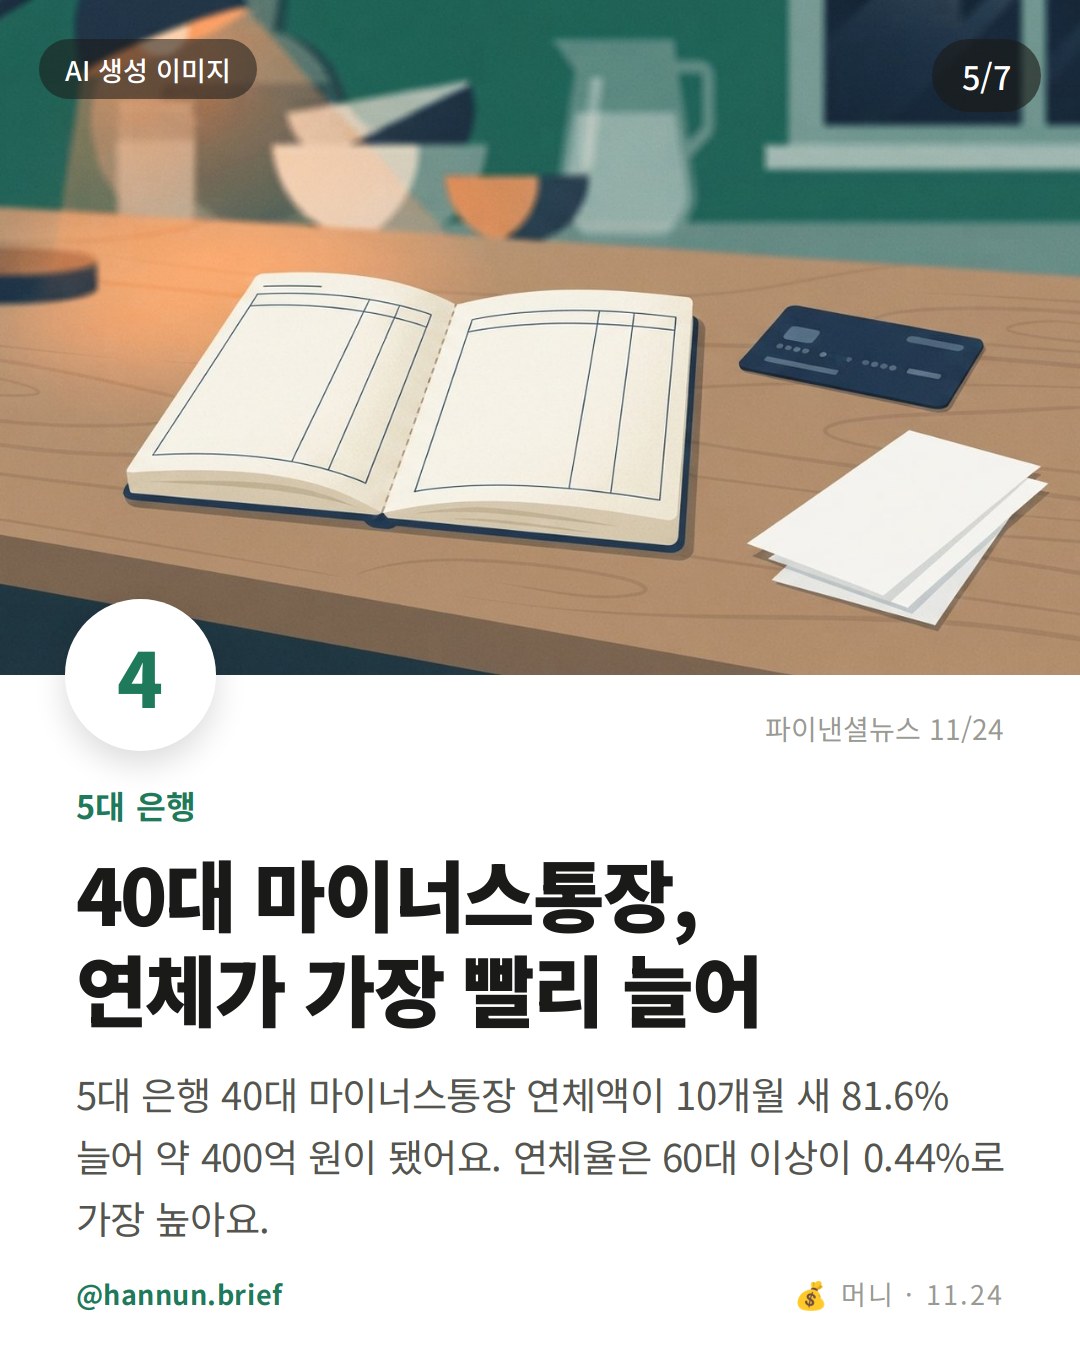 AI 생성 이미지
5/7
4
파이낸셜뉴스 11/24
5대 은행
40대 마이너스통장,
연체가 가장 빨리 늘어
5대 은행 40대 마이너스통장 연체액이 10개월 새 81.6%
늘어 약 400억 원이 됐어요. 연체율은 60대 이상이 0.44%로
가장 높아요.
@hannun.brief
💰 머니 · 11.24